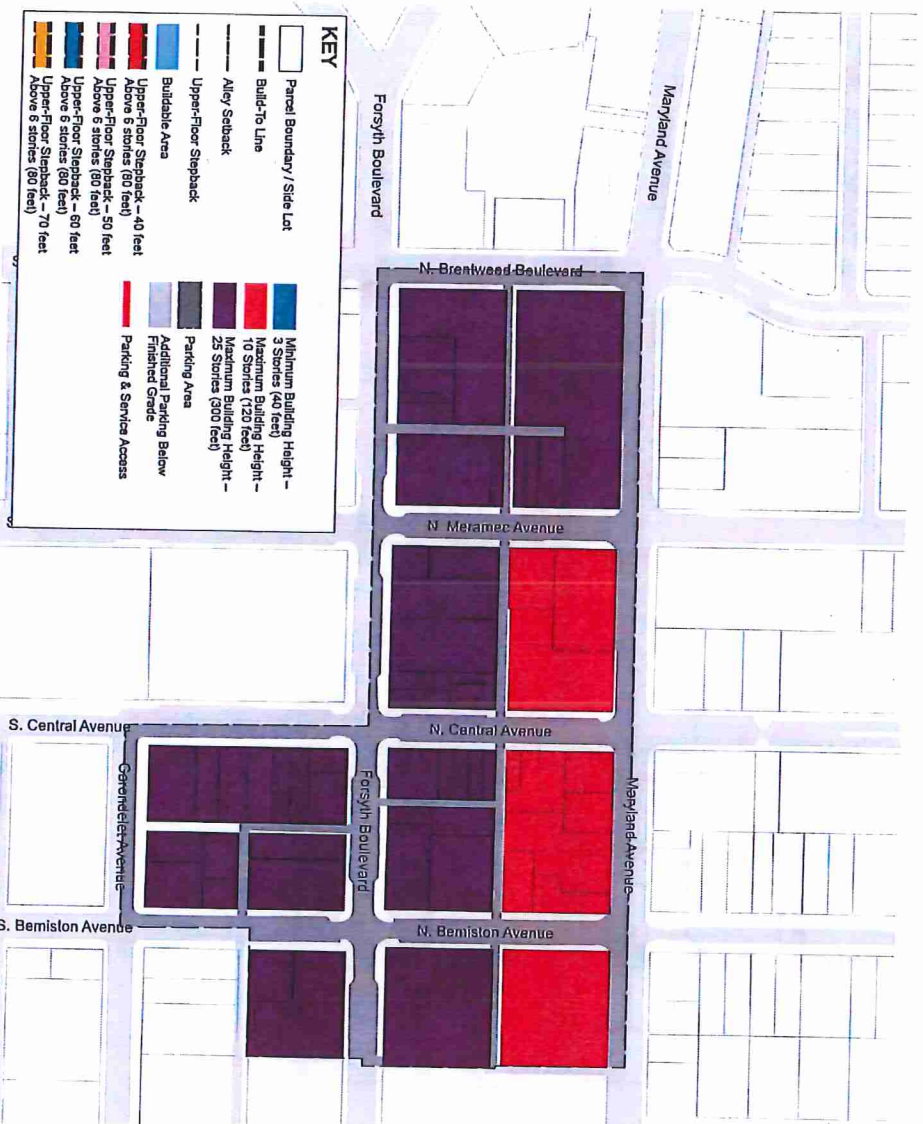 KEY
Parcel Boundary / Side Lot
Build-To Line
Alley Setback
Upper-Floor Stepback
Buildable Area
Upper-Floor Stepback – 40 feet
Above 6 stories (80 feet)
Upper-Floor Stepback – 50 feet
Above 6 stories (80 feet)
Upper-Floor Stepback – 60 feet
Above 6 stories (80 feet)
Upper-Floor Stepback – 70 feet
Above 6 stories (80 feet)
Minimum Building Height –
3 Stories (40 feet)
Maximum Building Height –
10 Stories (120 feet)
Maximum Building Height –
25 Stories (300 feet)
Parking Area
Additional Parking Below
Finished Grade
Parking & Service Access
Maryland Avenue
Forsyth Boulevard
N. Brentwood Boulevard
N. Meramec Avenue
S. Central Avenue
N. Central Avenue
Maryland Avenue
Forsyth Boulevard
Carondelet Avenue
S. Bemiston Avenue
N. Bemiston Avenue
S
S